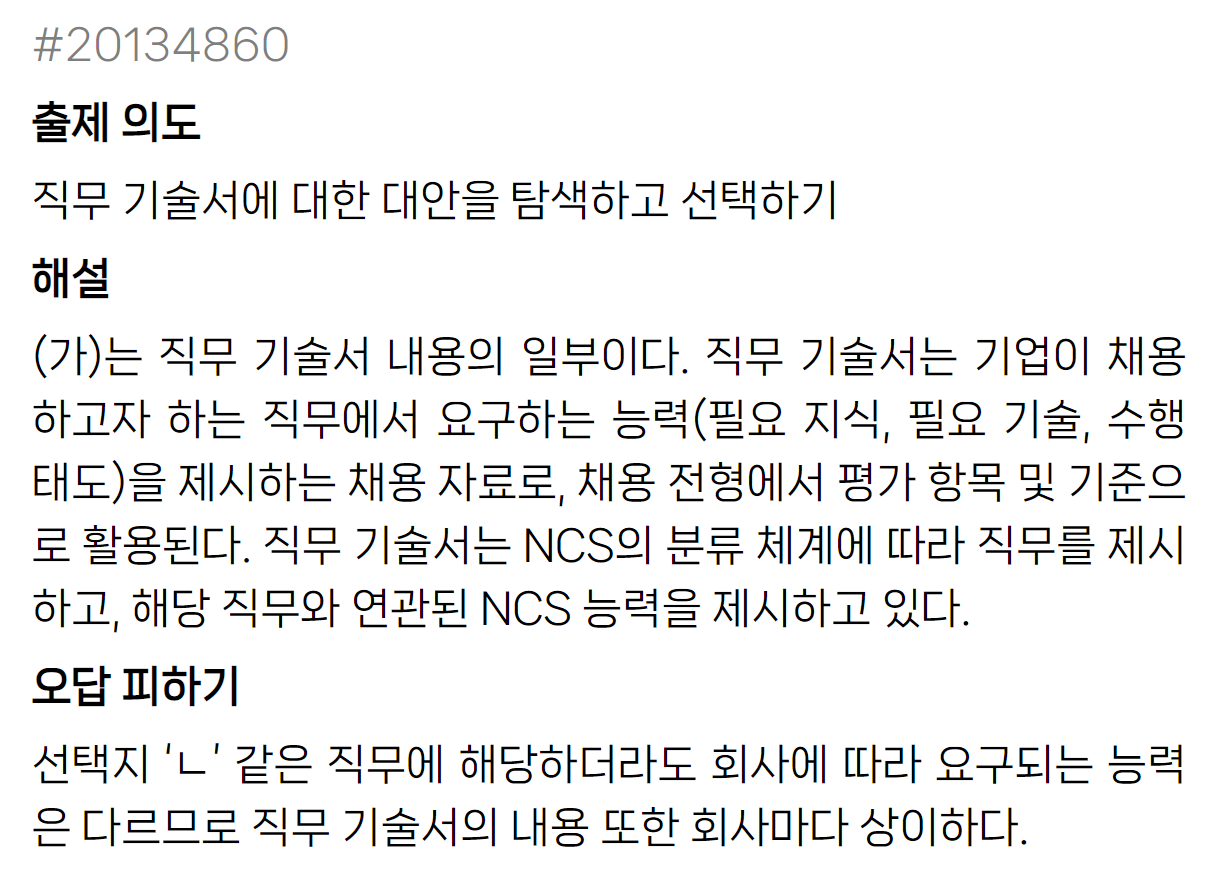 #20134860
출제 의도
직무 기술서에 대한 대안을 탐색하고 선택하기
해설
(가)는 직무 기술서 내용의 일부이다. 직무 기술서는 기업이 채용
하고자 하는 직무에서 요구하는 능력(필요 지식, 필요 기술, 수행
태도)을 제시하는 채용 자료로, 채용 전형에서 평가 항목 및 기준으
로 활용된다. 직무 기술서는 NCS의 분류 체계에 따라 직무를 제시
하고, 해당 직무와 연관된 NCS 능력을 제시하고 있다.
오답 피하기
선택지 ‘ㄴ’ 같은 직무에 해당하더라도 회사에 따라 요구되는 능력
은 다르므로 직무 기술서의 내용 또한 회사마다 상이하다.